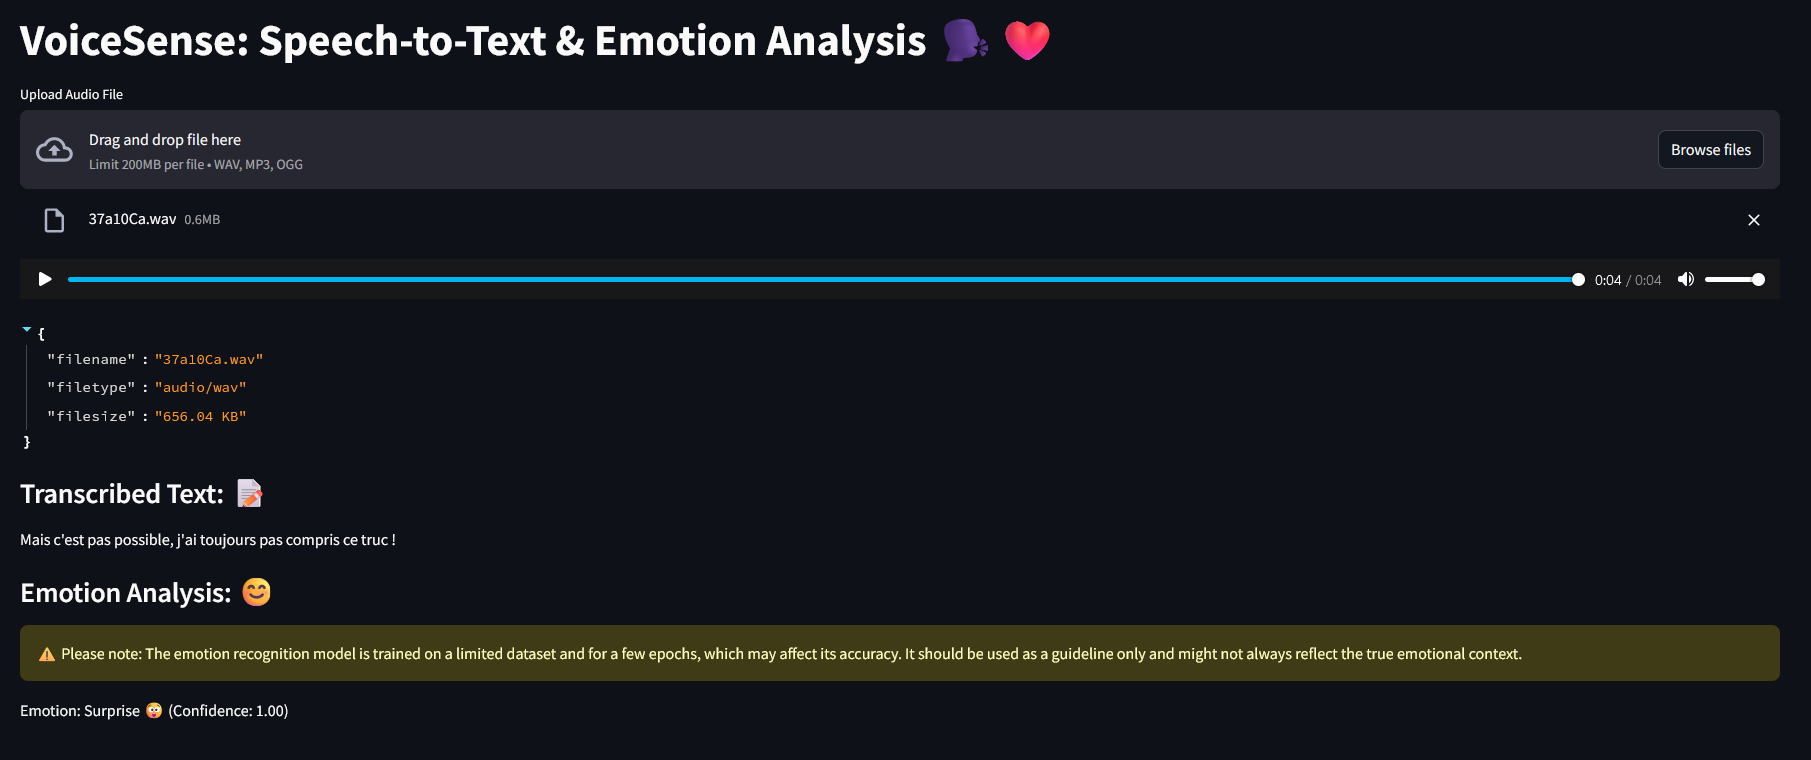 VoiceSense: Speech-to-Text & Emotion Analysis 🗣️ ❤️
Upload Audio File
Drag and drop file here
Limit 200MB per file • WAV, MP3, OGG
Browse files
37a10Ca.wav 0.6MB
0:04 / 0:04
{
"filename" : "37a10Ca.wav"
"filetype" : "audio/wav"
"filesize" : "656.04 KB"
}
Transcribed Text: 📝
Mais c'est pas possible, j'ai toujours pas compris ce truc !
Emotion Analysis: 😊
⚠️ Please note: The emotion recognition model is trained on a limited dataset and for a few epochs, which may affect its accuracy. It should be used as a guideline only and might not always reflect the true emotional context.
Emotion: Surprise 😲 (Confidence: 1.00)